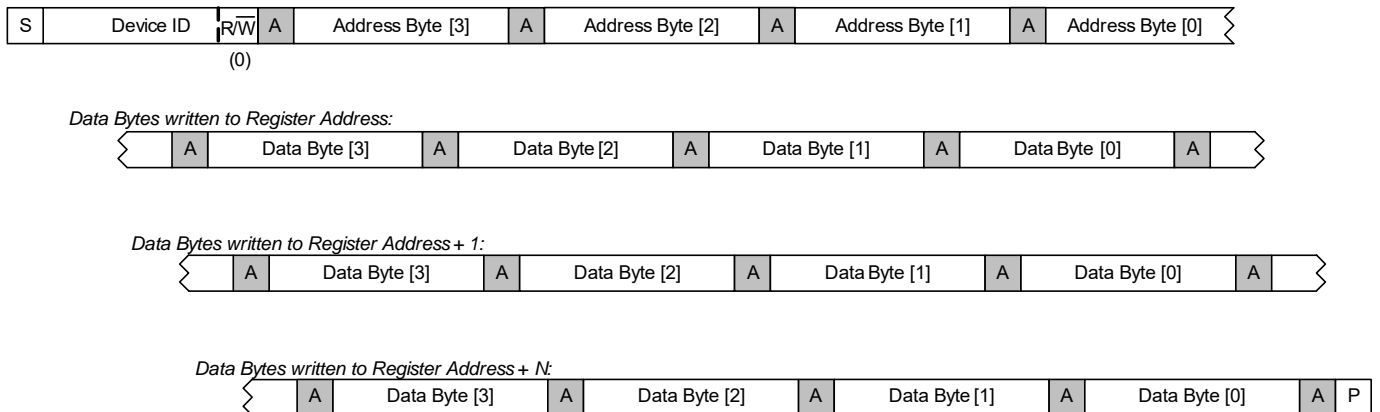 S Device ID R/W̅ A Address Byte [3] A Address Byte [2] A Address Byte [1] A Address Byte [0]
(0)
Data Bytes written to Register Address:
A Data Byte [3] A Data Byte [2] A Data Byte [1] A Data Byte [0] A
Data Bytes written to Register Address + 1:
A Data Byte [3] A Data Byte [2] A Data Byte [1] A Data Byte [0] A
Data Bytes written to Register Address + N:
A Data Byte [3] A Data Byte [2] A Data Byte [1] A Data Byte [0] A P